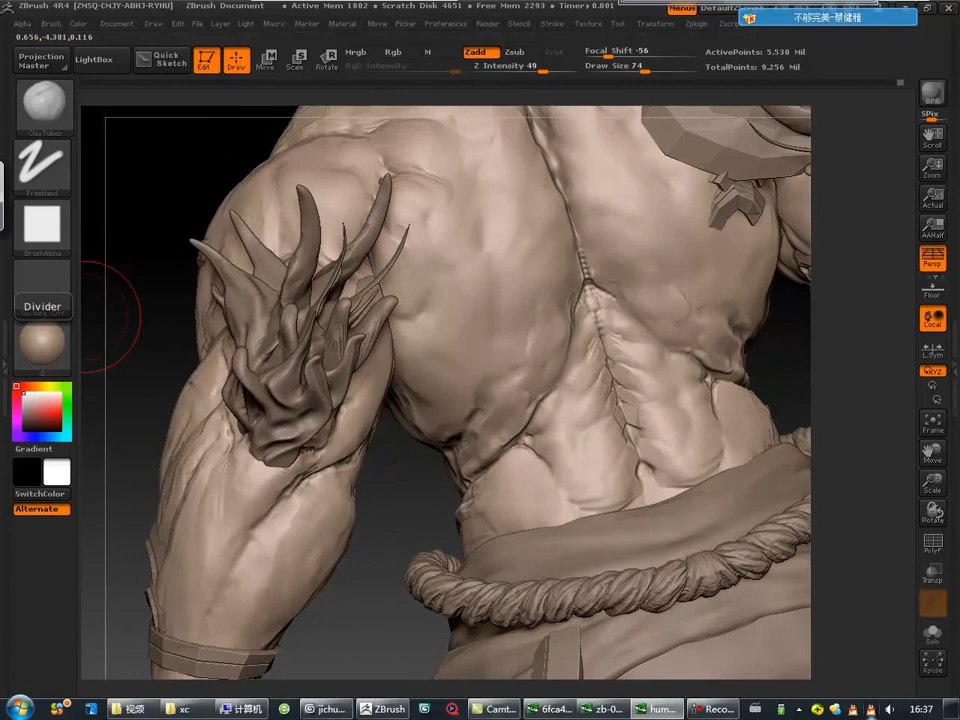 ZBrush 4R4 [ZMSQ-CMJY-ABHJ-RYHU] ZBrush Document • Active Mem 1802 • Scratch Disk 4651 • Free Mem 2293 • Timer▸0.001
Menus
不够完美-蔡健雅
Alpha Brush Color Document Draw Edit File Layer Light Macro Marker Material Movie Picker Preferences Render Stencil Stroke Texture Tool Transform Zplugin
0.656,-4.381,0.116
Projection Master
LightBox
Quick Sketch
Edit
Draw
Move
Scale
Rotate
Mrgb Rgb M
Rgb Intensity
Zadd Zsub Zcut
Z Intensity 49
Focal Shift -56
Draw Size 74
ActivePoints: 5.530 Mil
TotalPoints: 9.256 Mil
ClayTubes
FreeHand
BrushAlpha
Divider
Gradient
SwitchColor
Alternate
BPR
SPix
Scroll
Zoom
Actual
AAHalf
Persp
Floor
Local
L.Sym
XYZ
Frame
Move
Scale
Rotate
PolyF
Transp
Solo
Xpose
视频
xc
计算机
jichu...
ZBrush
Camt...
6fca4...
zb-0...
hum...
Reco...
16:37